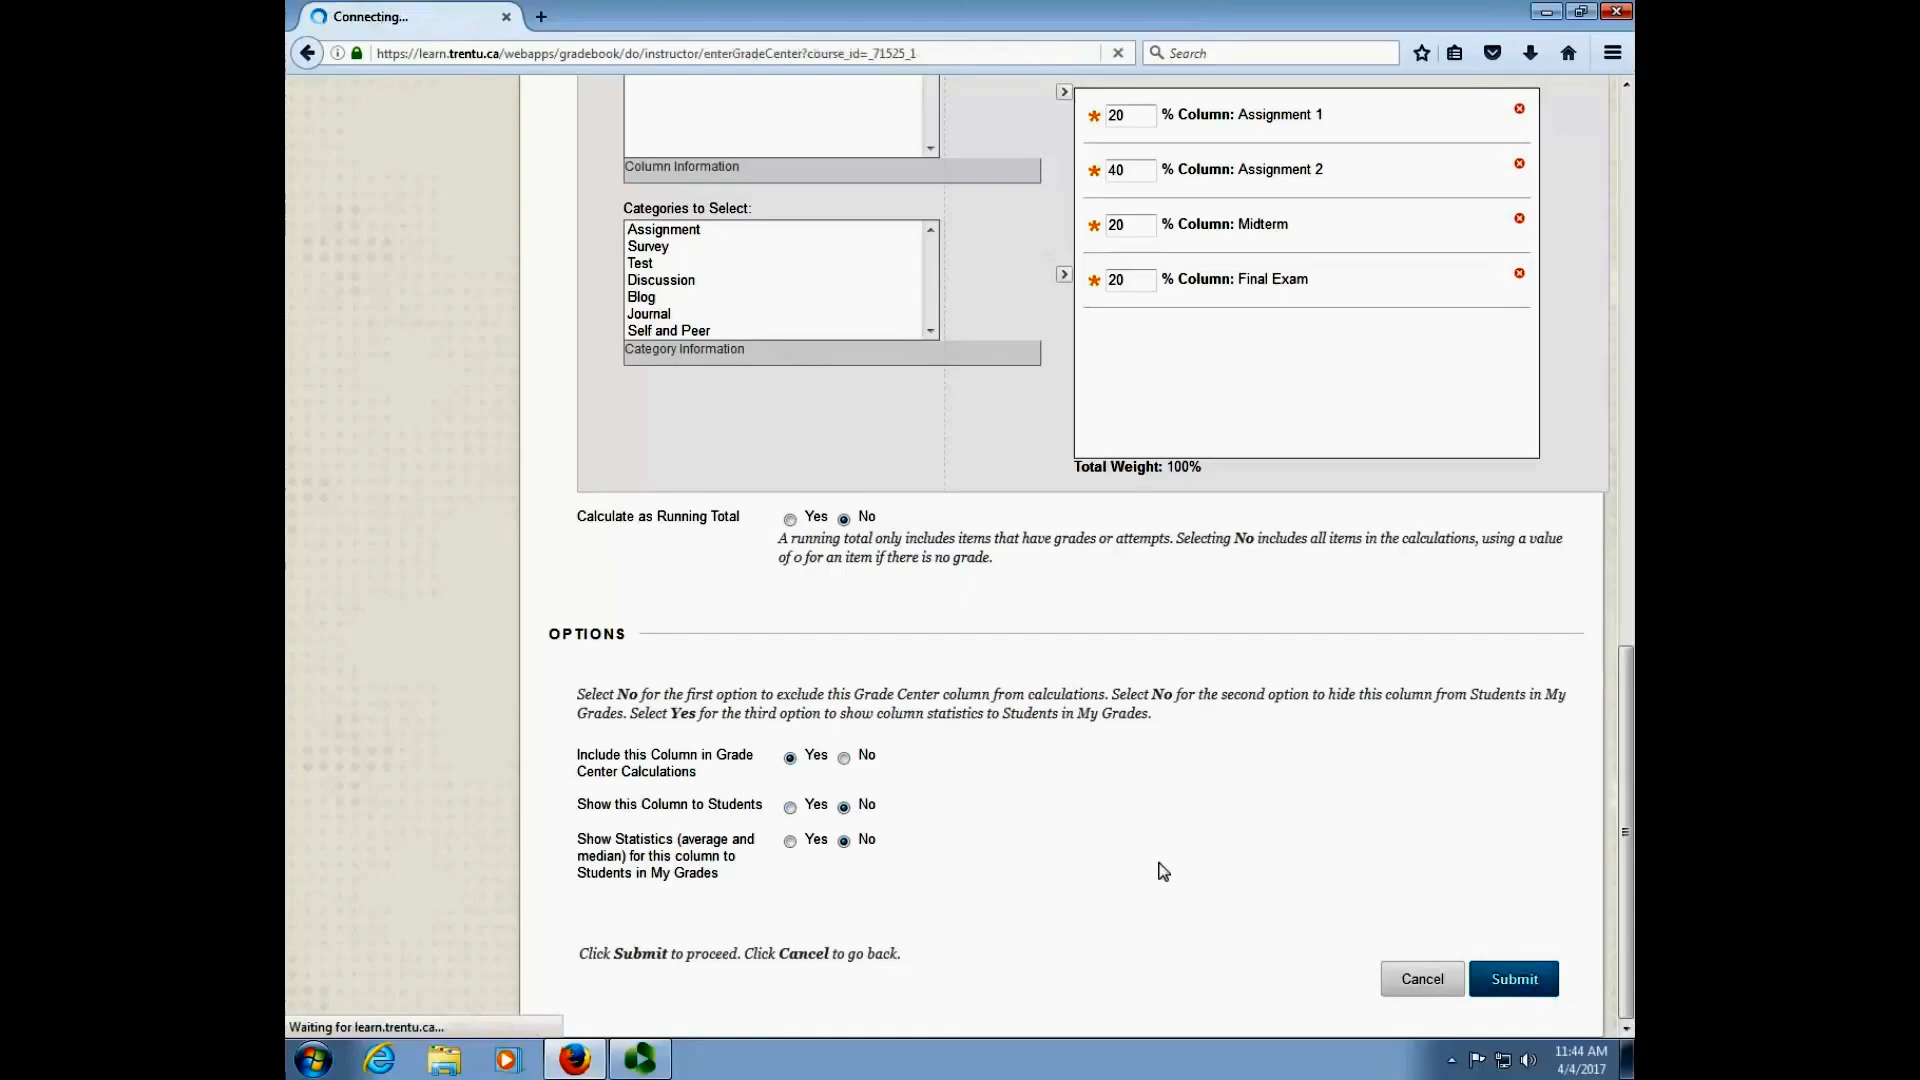 Connecting...
https://learn.trentu.ca/webapps/gradebook/do/instructor/enterGradeCenter?course_id=_71525_1
Search
20 % Column: Assignment 1
40 % Column: Assignment 2
20 % Column: Midterm
20 % Column: Final Exam
Total Weight: 100%
Column Information
Categories to Select:
Assignment
Survey
Test
Discussion
Blog
Journal
Self and Peer
Category Information
Calculate as Running Total Yes No
A running total only includes items that have grades or attempts. Selecting No includes all items in the calculations, using a value
of 0 for an item if there is no grade.
OPTIONS
Select No for the first option to exclude this Grade Center column from calculations. Select No for the second option to hide this column from Students in My
Grades. Select Yes for the third option to show column statistics to Students in My Grades.
Include this Column in Grade Yes No
Center Calculations
Show this Column to Students Yes No
Show Statistics (average and Yes No
median) for this column to
Students in My Grades
Click Submit to proceed. Click Cancel to go back.
Cancel Submit
Waiting for learn.trentu.ca...
11:44 AM
4/4/2017